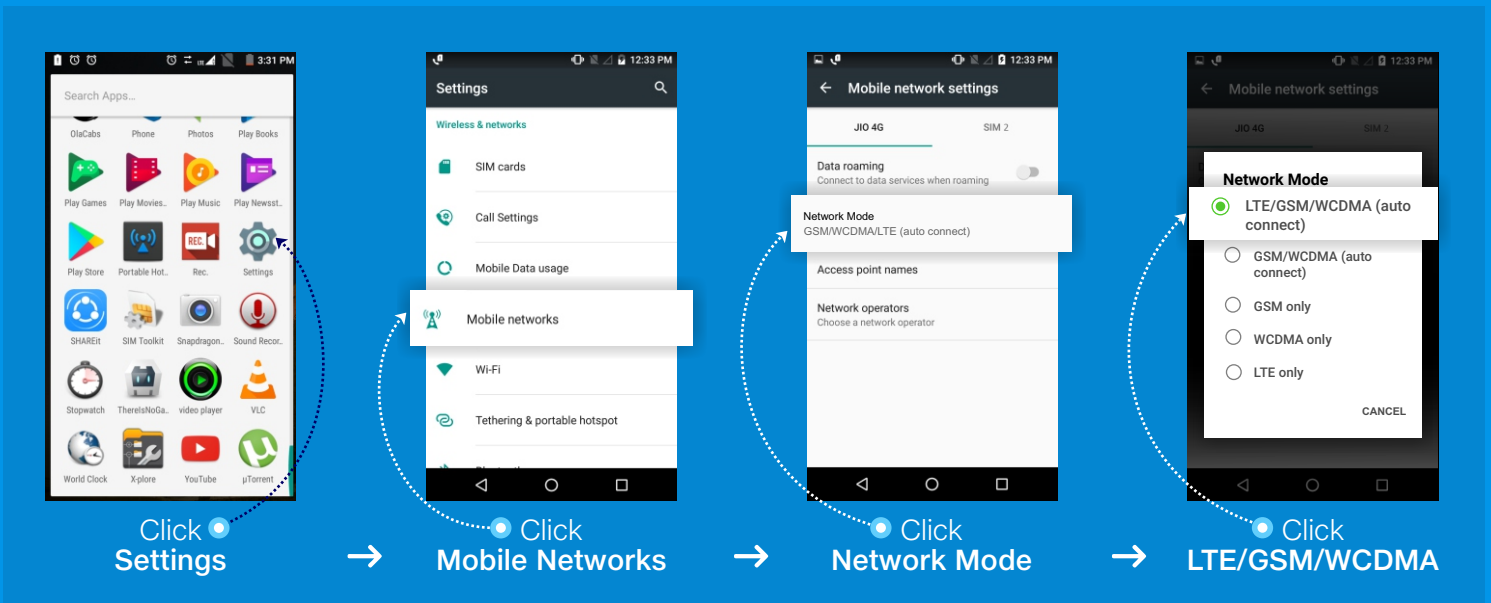 3:31 PM
Search Apps...
OlaCabs Phone Photos Play Books
Play Games Play Movies.. Play Music Play Newsst..
REC.
Play Store Portable Hot.. Rec. Settings
SHAREit SIM Toolkit Snapdragon.. Sound Recor..
Stopwatch ThereIsNoGa.. video player VLC
World Clock X-plore YouTube µTorrent
Click
Settings
12:33 PM
Settings
Wireless & networks
SIM cards
Call Settings
Mobile Data usage
Mobile networks
Wi-Fi
Tethering & portable hotspot
Click
Mobile Networks
12:33 PM
Mobile network settings
JIO 4G SIM 2
Data roaming
Connect to data services when roaming
Network Mode
GSM/WCDMA/LTE (auto connect)
Access point names
Network operators
Choose a network operator
Click
Network Mode
12:33 PM
Mobile network settings
JIO 4G SIM 2
Network Mode
LTE/GSM/WCDMA (auto
connect)
GSM/WCDMA (auto
connect)
GSM only
WCDMA only
LTE only
CANCEL
Click
LTE/GSM/WCDMA